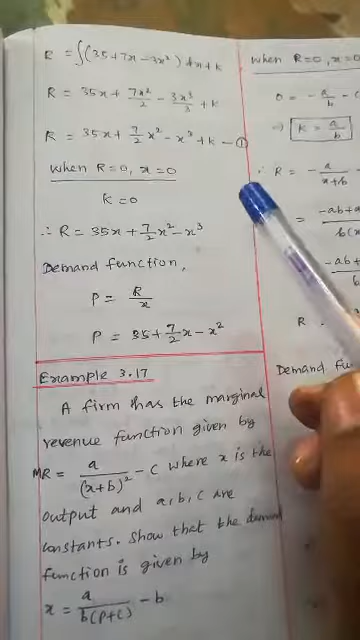 R = ∫(35+7x-3x²) dx + k
R = 35x + 7x²/2 - 3x³/3 + k
R = 35x + 7/2 x² - x³ + k —①
when R=0, x=0
k=0
∴ R = 35x + 7/2 x² - x³
Demand function,
P = R/x
P = 35 + 7/2 x - x²
Example 3.17
A firm has the marginal
revenue function given by
MR = a/(x+b)² - c where x is the
output and a, b, c are
constants. Show that the demand
function is given by
x = a/b(P+c) - b
when R=0, x=0
0 = -a/b - c
⇒ k = a/b
∴ R = -a/x+b
= -ab+a
b(x
-ab+
b
R =
Demand fu